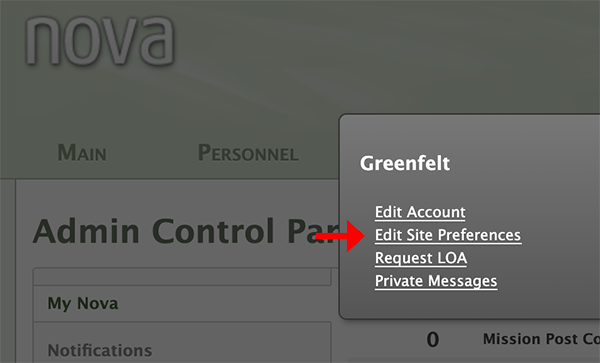 nova
MAIN PERSONNEL
Greenfelt
Edit Account
Edit Site Preferences
Request LOA
Private Messages
Admin Control Par
My Nova
Notifications
0 Mission Post Co